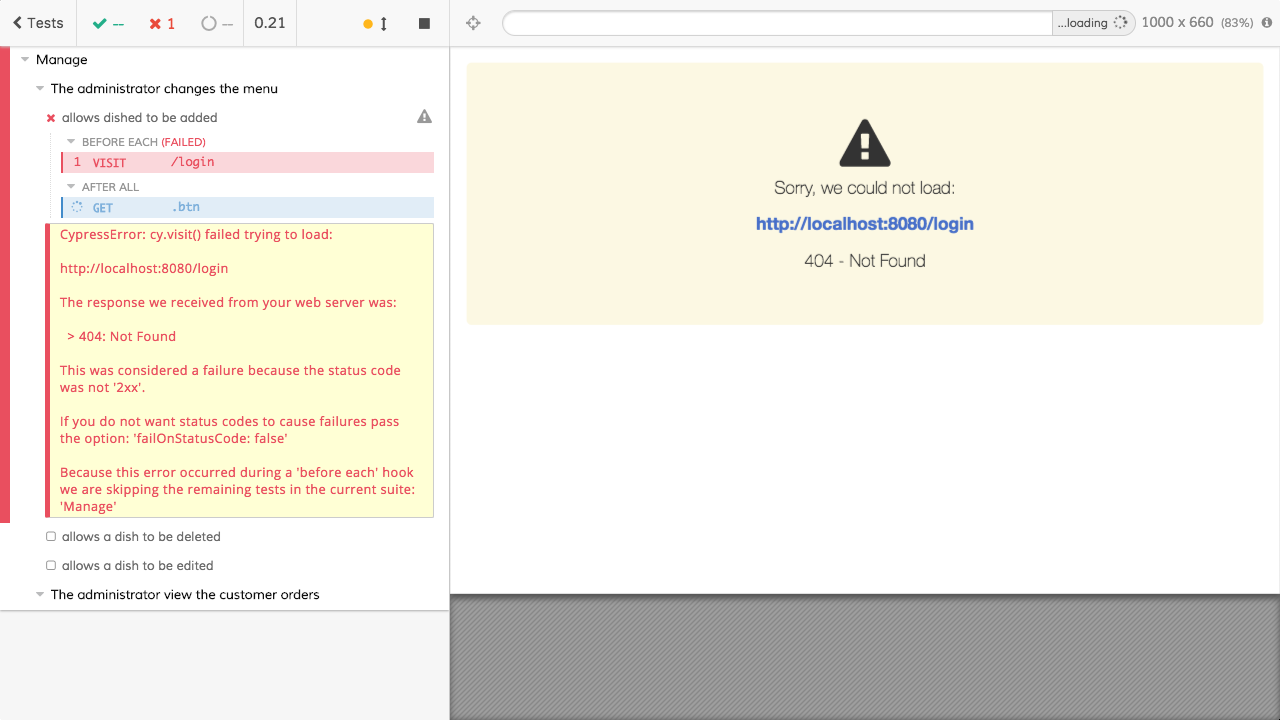 Tests
--
1
--
0.21
...loading
1000 x 660 (83%)
Manage
The administrator changes the menu
allows dished to be added
BEFORE EACH (FAILED)
1 VISIT /login
AFTER ALL
GET .btn
CypressError: cy.visit() failed trying to load:
http://localhost:8080/login
The response we received from your web server was:
> 404: Not Found
This was considered a failure because the status code
was not '2xx'.
If you do not want status codes to cause failures pass
the option: 'failOnStatusCode: false'
Because this error occurred during a 'before each' hook
we are skipping the remaining tests in the current suite:
'Manage'
allows a dish to be deleted
allows a dish to be edited
The administrator view the customer orders
Sorry, we could not load:
http://localhost:8080/login
404 - Not Found